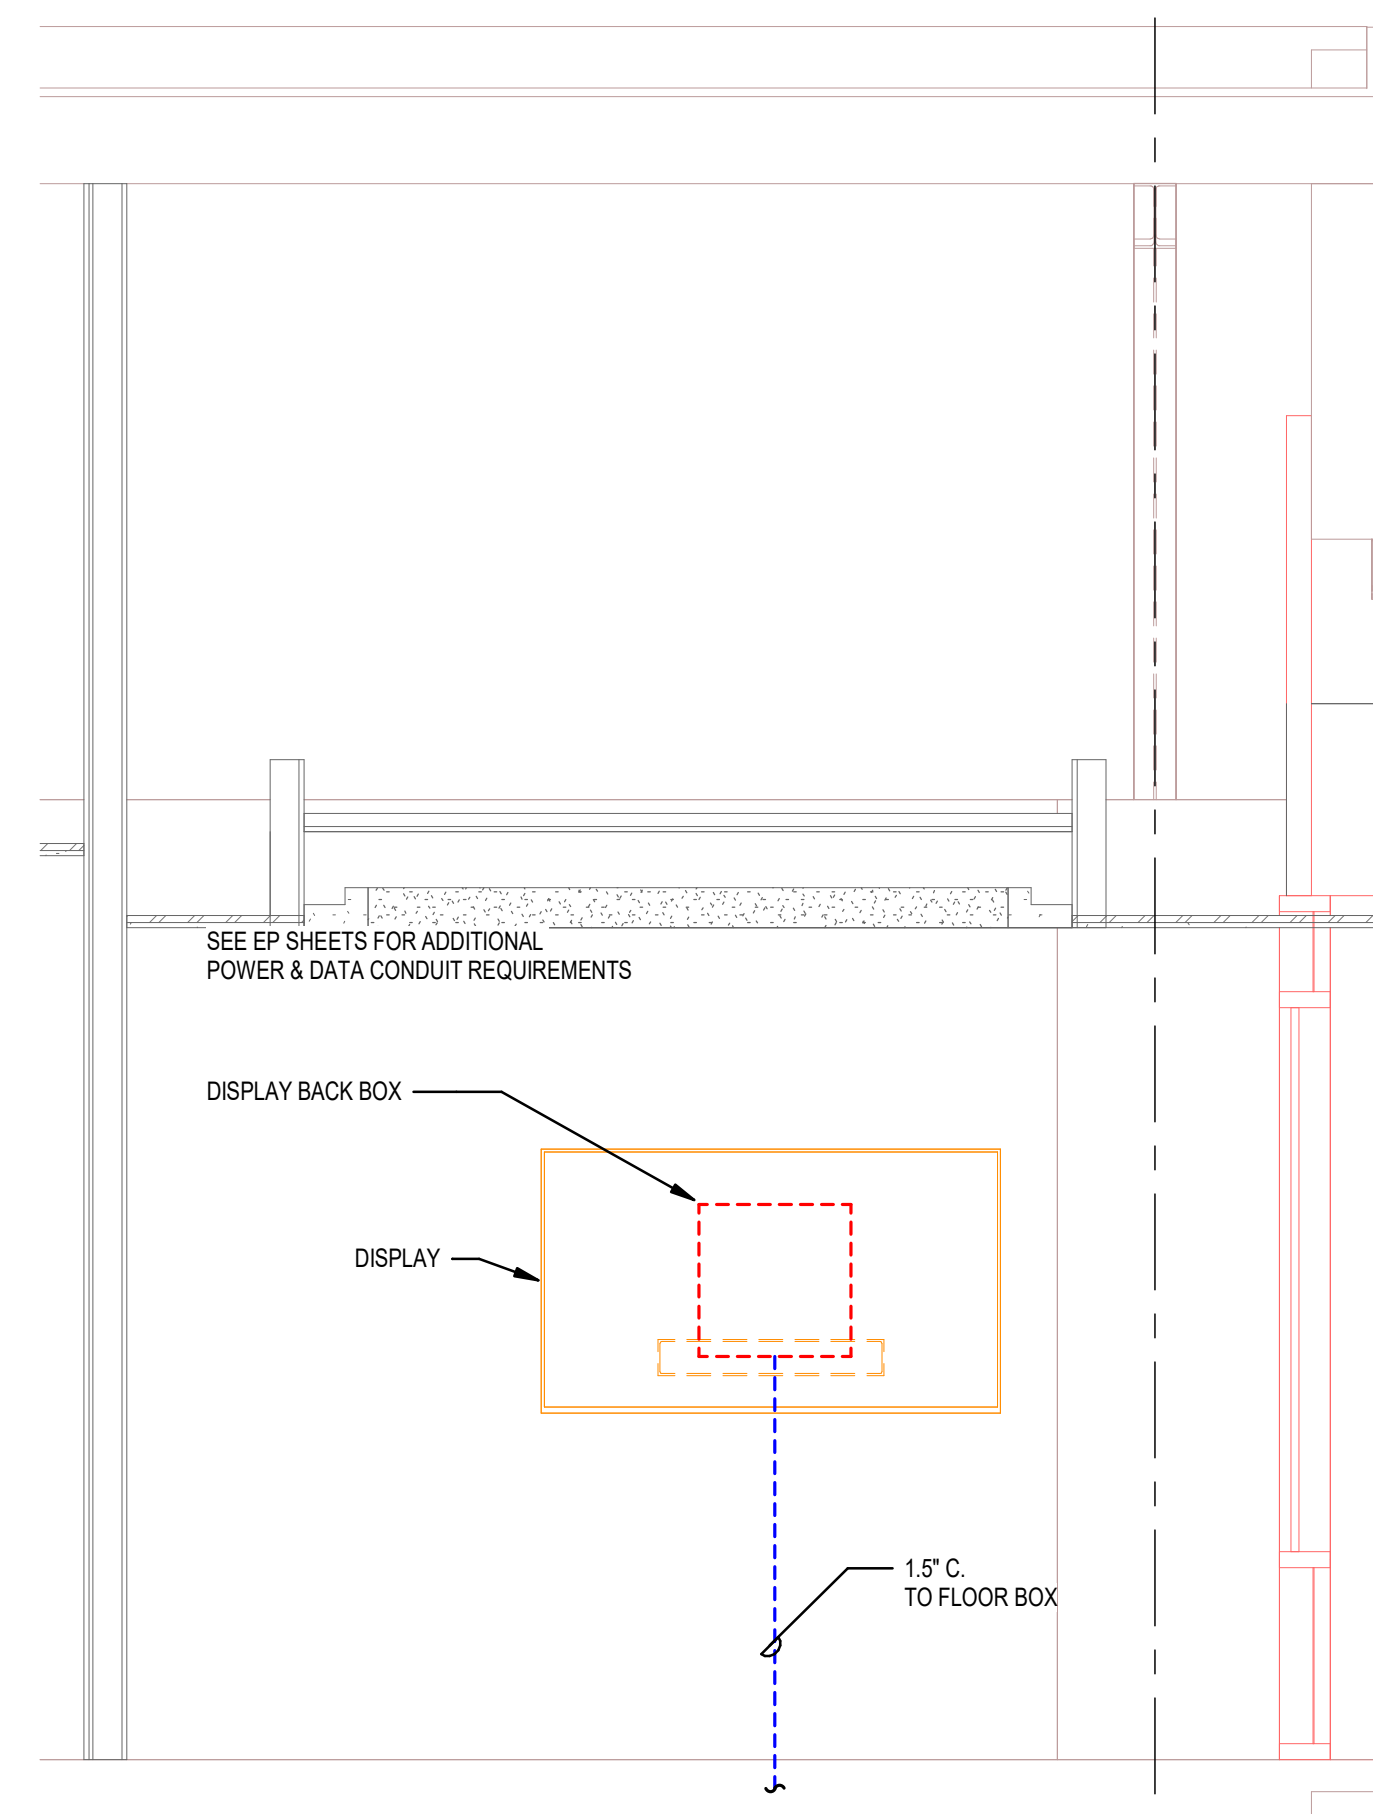 SEE EP SHEETS FOR ADDITIONAL
POWER & DATA CONDUIT REQUIREMENTS
DISPLAY BACK BOX
DISPLAY
1.5" C.
TO FLOOR BOX